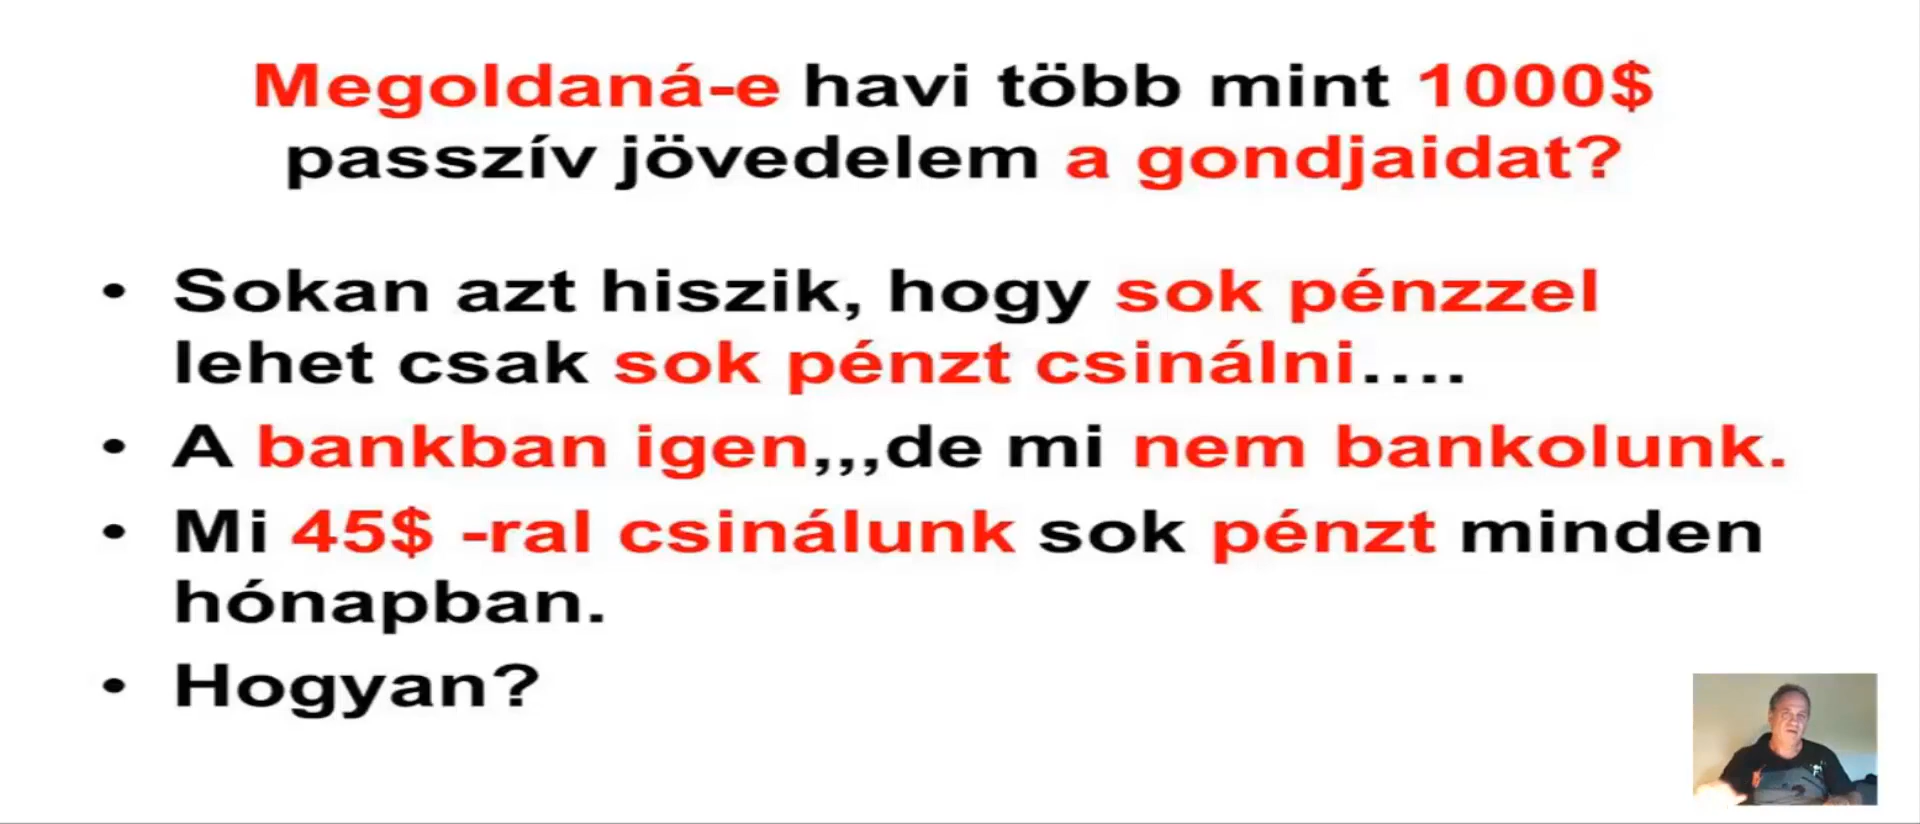 Megoldaná-e havi több mint 1000$
passzív jövedelem a gondjaidat?
• Sokan azt hiszik, hogy sok pénzzel
lehet csak sok pénzt csinálni....
• A bankban igen,,,de mi nem bankolunk.
• Mi 45$ -ral csinálunk sok pénzt minden
hónapban.
• Hogyan?